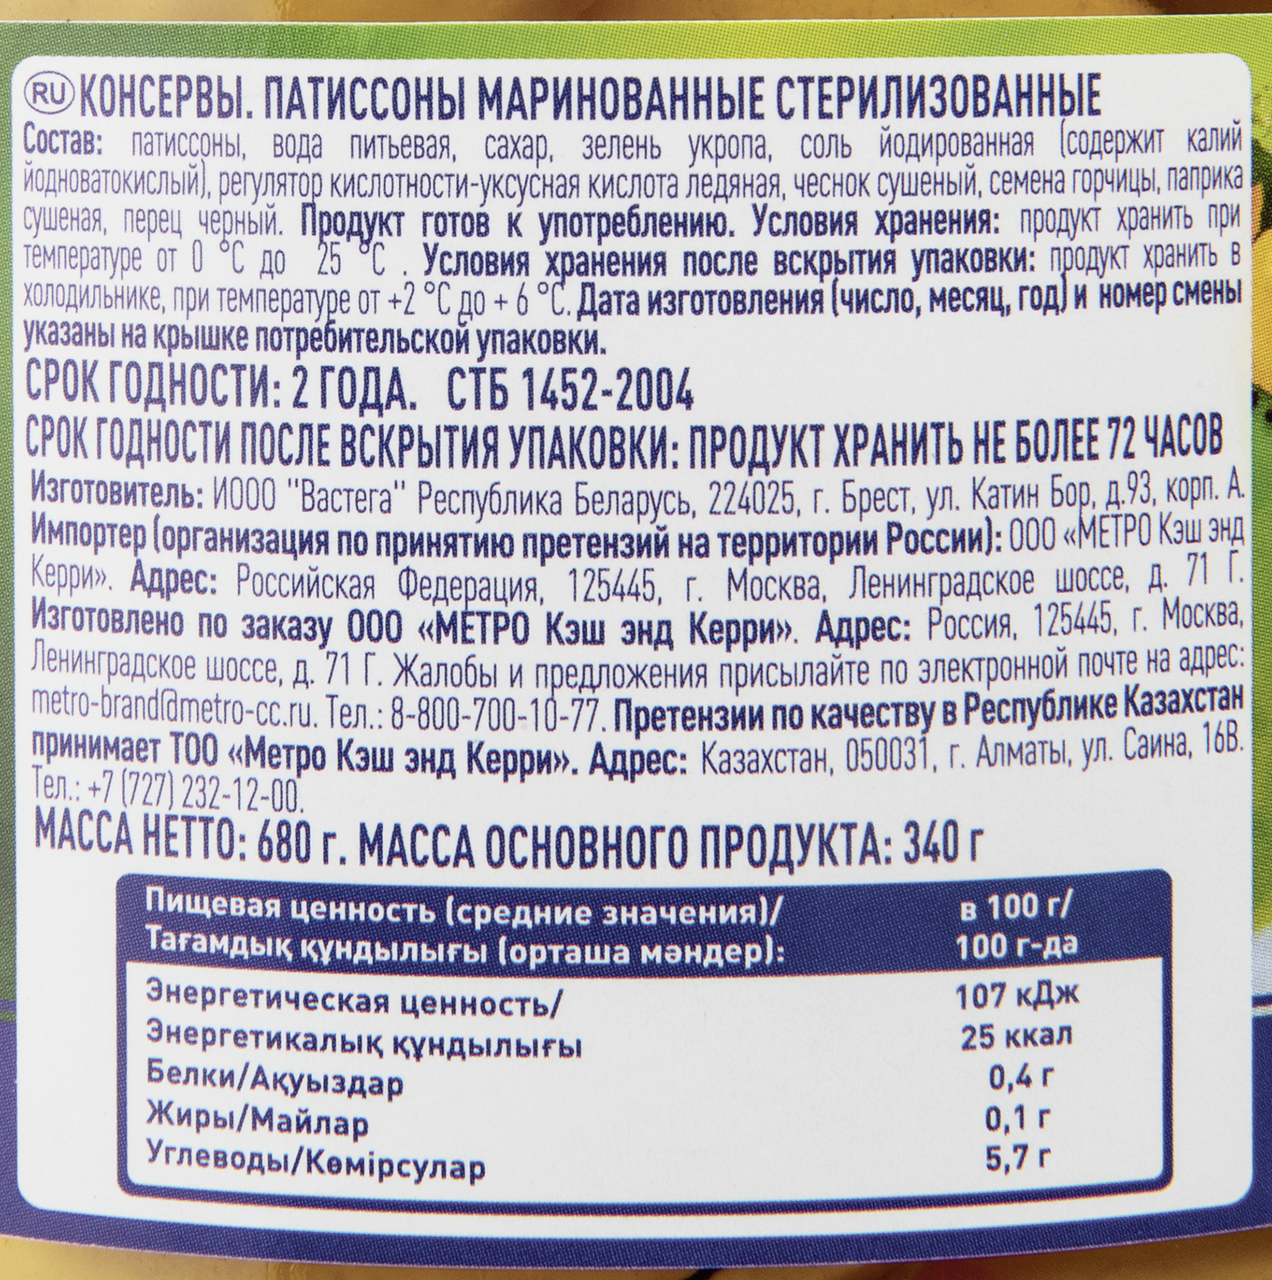 RU КОНСЕРВЫ. ПАТИССОНЫ МАРИНОВАННЫЕ СТЕРИЛИЗОВАННЫЕ
Состав: патиссоны, вода питьевая, сахар, зелень укропа, соль йодированная (содержит калий
йодноватокислый), регулятор кислотности-уксусная кислота ледяная, чеснок сушеный, семена горчицы, паприка
сушеная, перец черный. Продукт готов к употреблению. Условия хранения: продукт хранить при
температуре от 0 °С до 25 °С . Условия хранения после вскрытия упаковки: продукт хранить в
холодильнике, при температуре от +2 °С до + 6 °С. Дата изготовления (число, месяц, год) и номер смены
указаны на крышке потребительской упаковки.
СРОК ГОДНОСТИ: 2 ГОДА. СТБ 1452-2004
СРОК ГОДНОСТИ ПОСЛЕ ВСКРЫТИЯ УПАКОВКИ: ПРОДУКТ ХРАНИТЬ НЕ БОЛЕЕ 72 ЧАСОВ
Изготовитель: ИООО "Вастега" Республика Беларусь, 224025, г. Брест, ул. Катин Бор, д.93, корп. А.
Импортер (организация по принятию претензий на территории России): ООО «МЕТРО Кэш энд
Керри». Адрес: Российская Федерация, 125445, г. Москва, Ленинградское шоссе, д. 71 Г.
Изготовлено по заказу ООО «МЕТРО Кэш энд Керри». Адрес: Россия, 125445, г. Москва,
Ленинградское шоссе, д. 71 Г. Жалобы и предложения присылайте по электронной почте на адрес:
metro-brand@metro-cc.ru. Тел.: 8-800-700-10-77. Претензии по качеству в Республике Казахстан
принимает ТОО «Метро Кэш энд Керри». Адрес: Казахстан, 050031, г. Алматы, ул. Саина, 16В.
Тел.: +7 (727) 232-12-00.
МАССА НЕТТО: 680 г. МАССА ОСНОВНОГО ПРОДУКТА: 340 г
Пищевая ценность (средние значения)/ в 100 г/
Тағамдық құндылығы (орташа мәндер): 100 г-да
Энергетическая ценность/ 107 кДж
Энергетикалық құндылығы 25 ккал
Белки/Ақуыздар 0,4 г
Жиры/Майлар 0,1 г
Углеводы/Көмірсулар 5,7 г